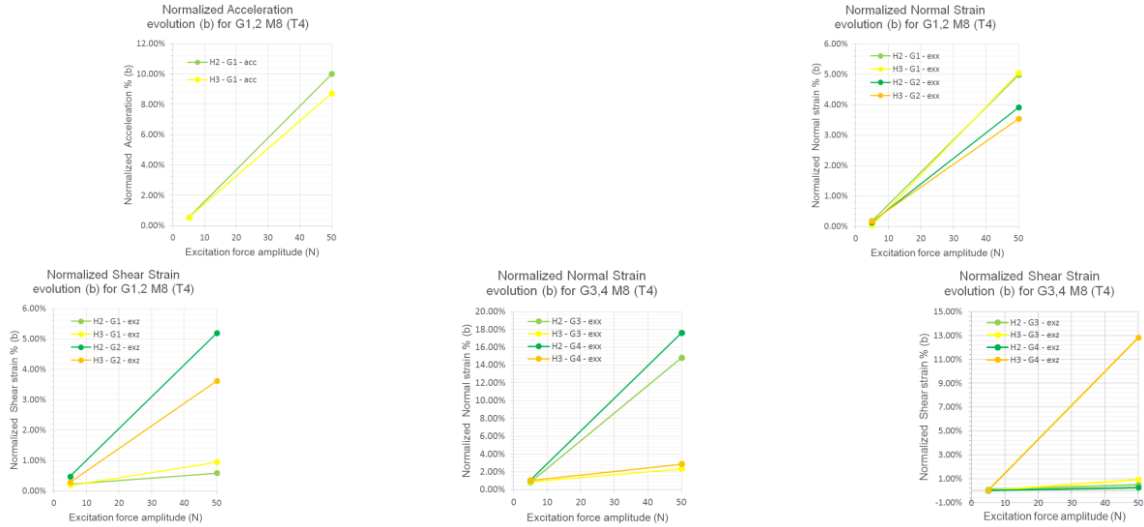 Normalized Acceleration
evolution (b) for G1,2 M8 (T4)
12.00%
10.00%
8.00%
6.00%
4.00%
2.00%
0.00%
Normalized Acceleration % (b)
H2 - G1 - acc
H3 - G1 - acc
0 10 20 30 40 50
Excitation force amplitude (N)
Normalized Normal Strain
evolution (b) for G1,2 M8 (T4)
6.00%
5.00%
4.00%
3.00%
2.00%
1.00%
0.00%
Normalized Normal strain % (b)
H2 - G1 - exx
H3 - G1 - exx
H2 - G2 - exx
H3 - G2 - exx
0 10 20 30 40 50
Excitation force amplitude (N)
Normalized Shear Strain
evolution (b) for G1,2 M8 (T4)
6.00%
5.00%
4.00%
3.00%
2.00%
1.00%
0.00%
Normalized Shear strain % (b)
H2 - G1 - exz
H3 - G1 - exz
H2 - G2 - exz
H3 - G2 - exz
0 10 20 30 40 50
Excitation force amplitude (N)
Normalized Normal Strain
evolution (b) for G3,4 M8 (T4)
20.00%
18.00%
16.00%
14.00%
12.00%
10.00%
8.00%
6.00%
4.00%
2.00%
0.00%
Normalized Normal strain % (b)
H2 - G3 - exx
H3 - G3 - exx
H2 - G4 - exx
H3 - G4 - exx
0 10 20 30 40 50
Excitation force amplitude (N)
Normalized Shear Strain
evolution (b) for G3,4 M8 (T4)
15.00%
13.00%
11.00%
9.00%
7.00%
5.00%
3.00%
1.00%
-1.00%
Normalized Shear strain % (b)
H2 - G3 - exz
H3 - G3 - exz
H2 - G4 - exz
H3 - G4 - exz
0 10 20 30 40 50
Excitation force amplitude (N)